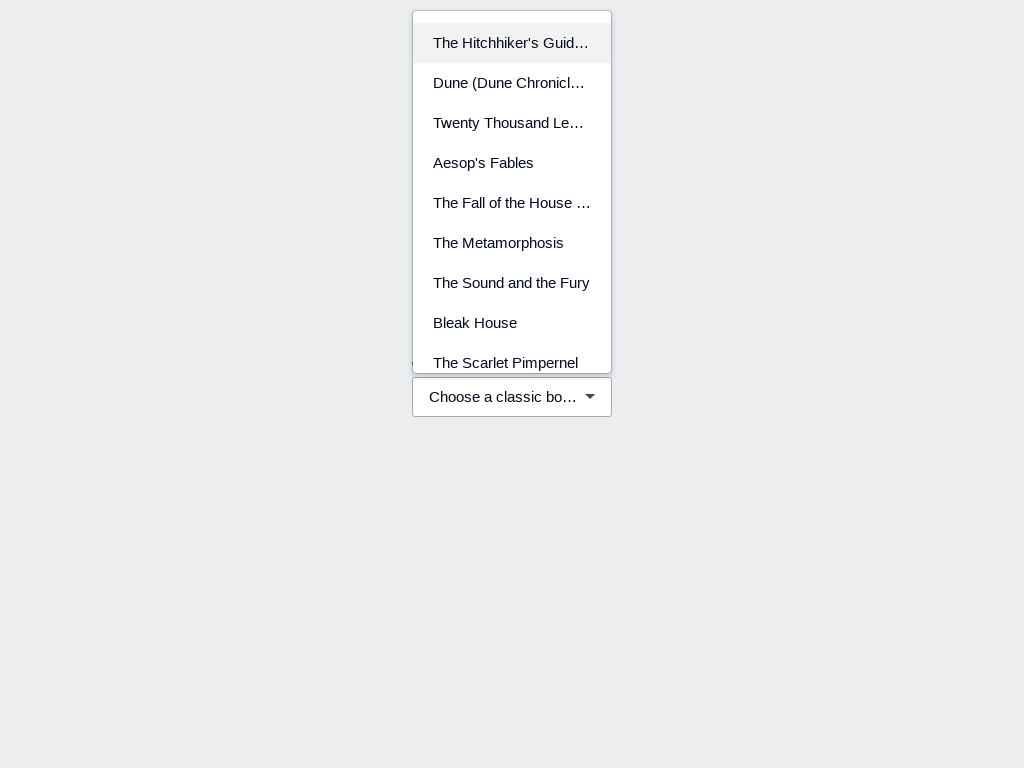 The Hitchhiker's Guid…
Dune (Dune Chronicl…
Twenty Thousand Le…
Aesop's Fables
The Fall of the House …
The Metamorphosis
The Sound and the Fury
Bleak House
The Scarlet Pimpernel
Choose a classic bo…